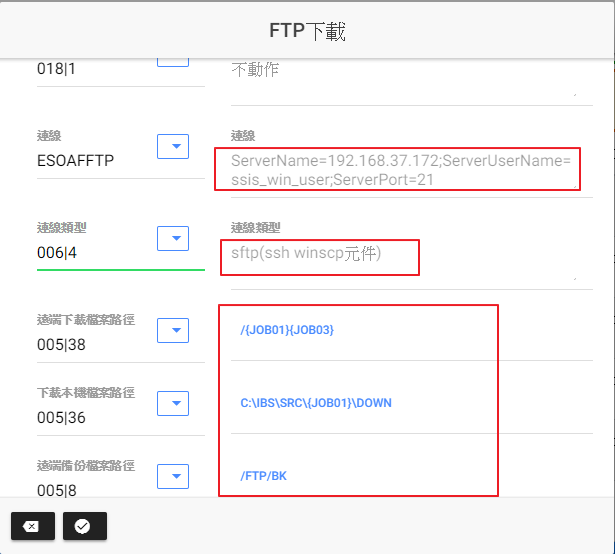 FTP下載
018|1
不動作
連線
連線
ESOAFFTP
ServerName=192.168.37.172;ServerUserName=
ssis_win_user;ServerPort=21
連線類型
連線類型
006|4
sftp(ssh winscp元件)
遠端下載檔案路徑
005|38
/{JOB01}{JOB03}
下載本機檔案路徑
005|36
C:\IBS\SRC\{JOB01}\DOWN
遠端備份檔案路徑
005|8
/FTP/BK